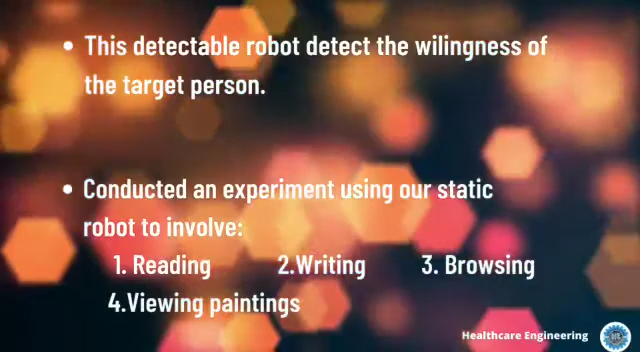 • This detectable robot detect the wilingness of
the target person.
• Conducted an experiment using our static
robot to involve:
1. Reading 2.Writing 3. Browsing
4.Viewing paintings
Healthcare Engineering